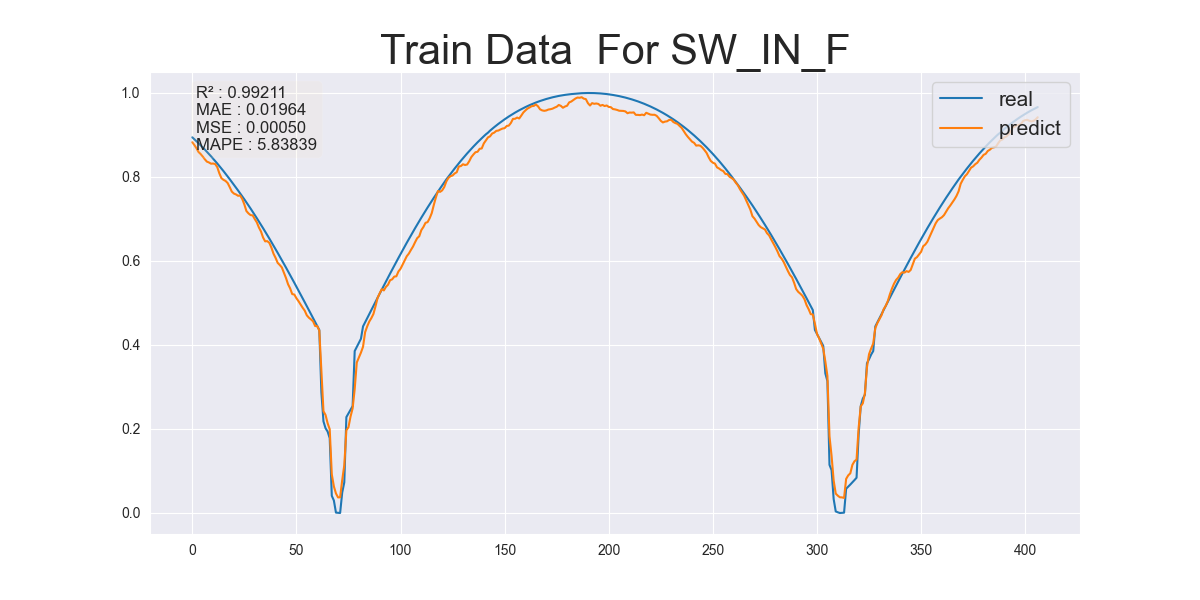 Train Data  For SW_IN_F
R² : 0.99211
MAE : 0.01964
MSE : 0.00050
MAPE : 5.83839
real
predict
1.0
0.8
0.6
0.4
0.2
0.0
0 50 100 150 200 250 300 350 400